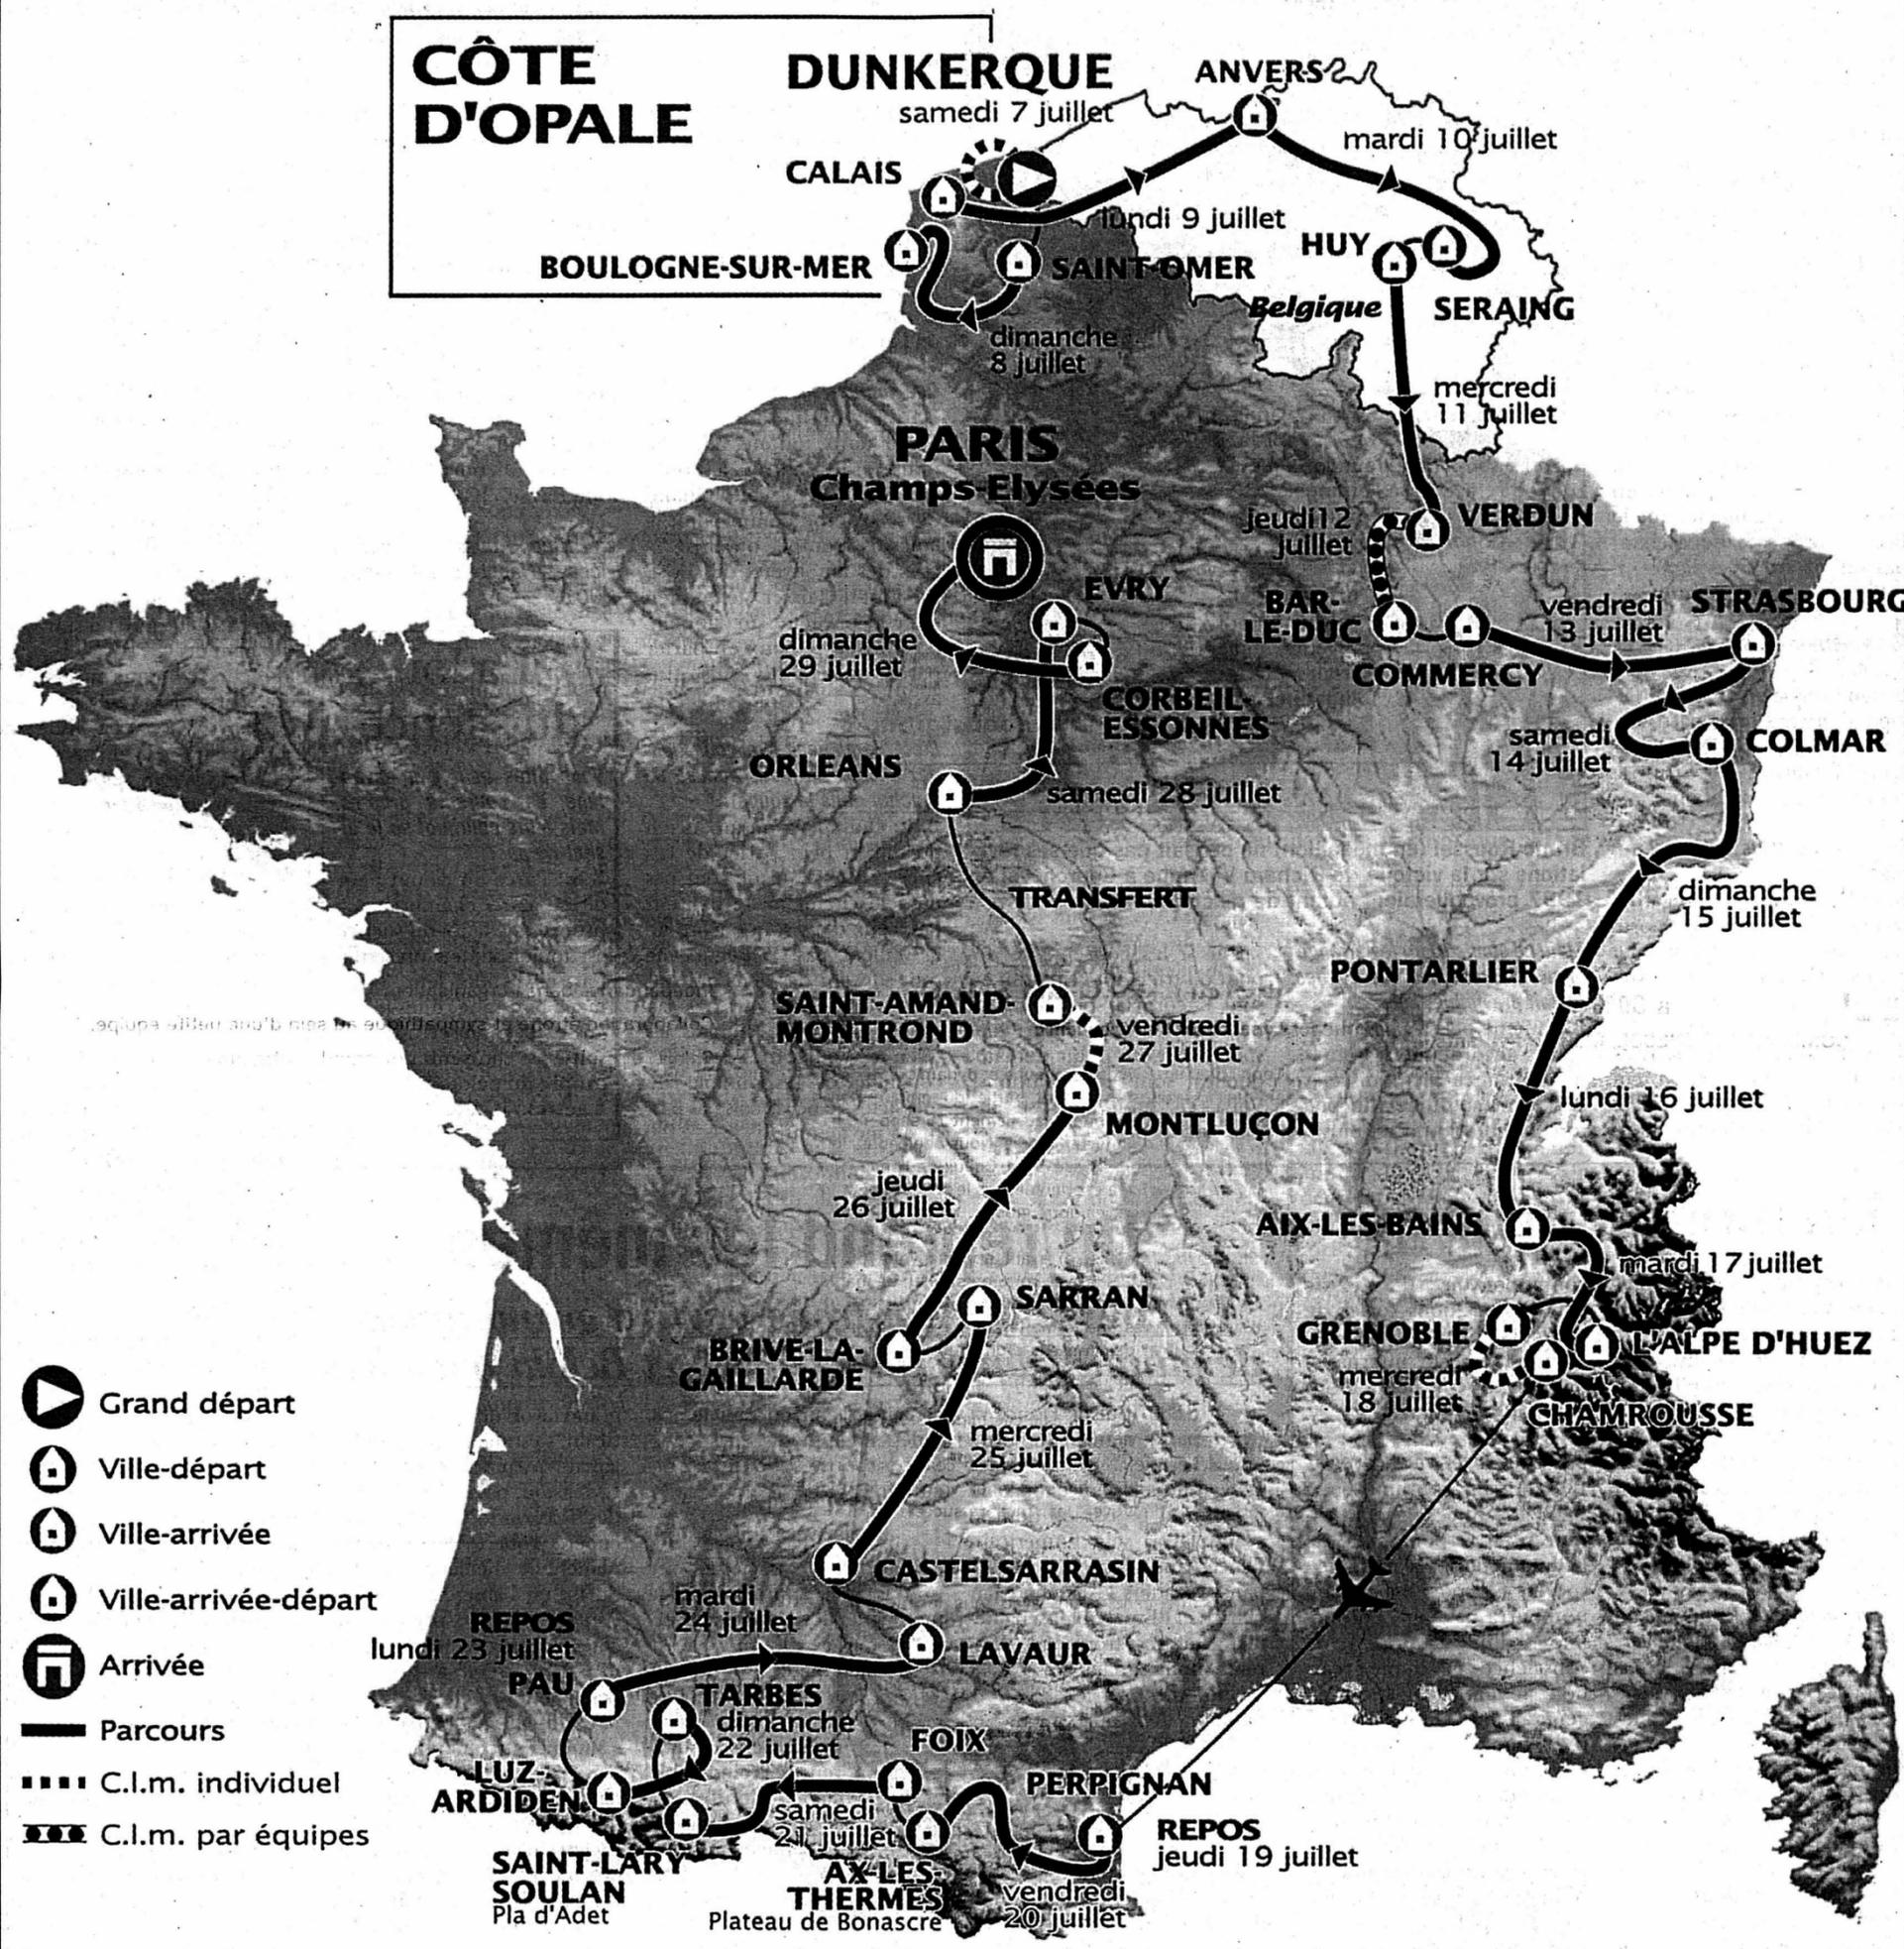 CÔTE
D'OPALE
DUNKERQUE
samedi 7 juillet
ANVERS
mardi 10 juillet
CALAIS
lundi 9 juillet
HUY
BOULOGNE-SUR-MER
SAINT-OMER
Belgique
SERAING
dimanche
8 juillet
mercredi
11 juillet
PARIS
Champs-Elysées
jeudi12
juillet
VERDUN
EVRY
BAR-
LE-DUC
vendredi
13 juillet
STRASBOURG
dimanche
29 juillet
COMMERCY
CORBEIL-
ESSONNES
samedi
14 juillet
COLMAR
ORLEANS
samedi 28 juillet
TRANSFERT
dimanche
15 juillet
PONTARLIER
SAINT-AMAND-
MONTROND
vendredi
27 juillet
lundi 16 juillet
MONTLUÇON
jeudi
26 juillet
AIX-LES-BAINS
mardi 17 juillet
SARRAN
GRENOBLE
L'ALPE D'HUEZ
BRIVE-LA-
GAILLARDE
mercredi
18 juillet
CHAMROUSSE
mercredi
25 juillet
CASTELSARRASIN
mardi
24 juillet
REPOS
lundi 23 juillet
PAU
LAVAUR
TARBES
dimanche
22 juillet
FOIX
LUZ-
ARDIDEN
PERPIGNAN
samedi
21 juillet
REPOS
jeudi 19 juillet
SAINT-LARY
SOULAN
Pla d'Adet
AX-LES-
THERMES
Plateau de Bonascre
vendredi
20 juillet
Grand départ
Ville-départ
Ville-arrivée
Ville-arrivée-départ
Arrivée
Parcours
C.l.m. individuel
C.l.m. par équipes